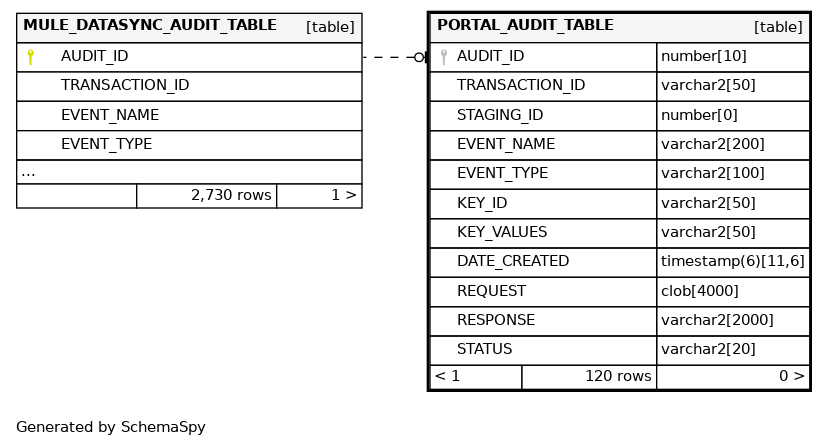 MULE_DATASYNC_AUDIT_TABLE [table]
AUDIT_ID
TRANSACTION_ID
EVENT_NAME
EVENT_TYPE
...
2,730 rows 1 >
PORTAL_AUDIT_TABLE [table]
AUDIT_ID number[10]
TRANSACTION_ID varchar2[50]
STAGING_ID number[0]
EVENT_NAME varchar2[200]
EVENT_TYPE varchar2[100]
KEY_ID varchar2[50]
KEY_VALUES varchar2[50]
DATE_CREATED timestamp(6)[11,6]
REQUEST clob[4000]
RESPONSE varchar2[2000]
STATUS varchar2[20]
< 1 120 rows 0 >
Generated by SchemaSpy